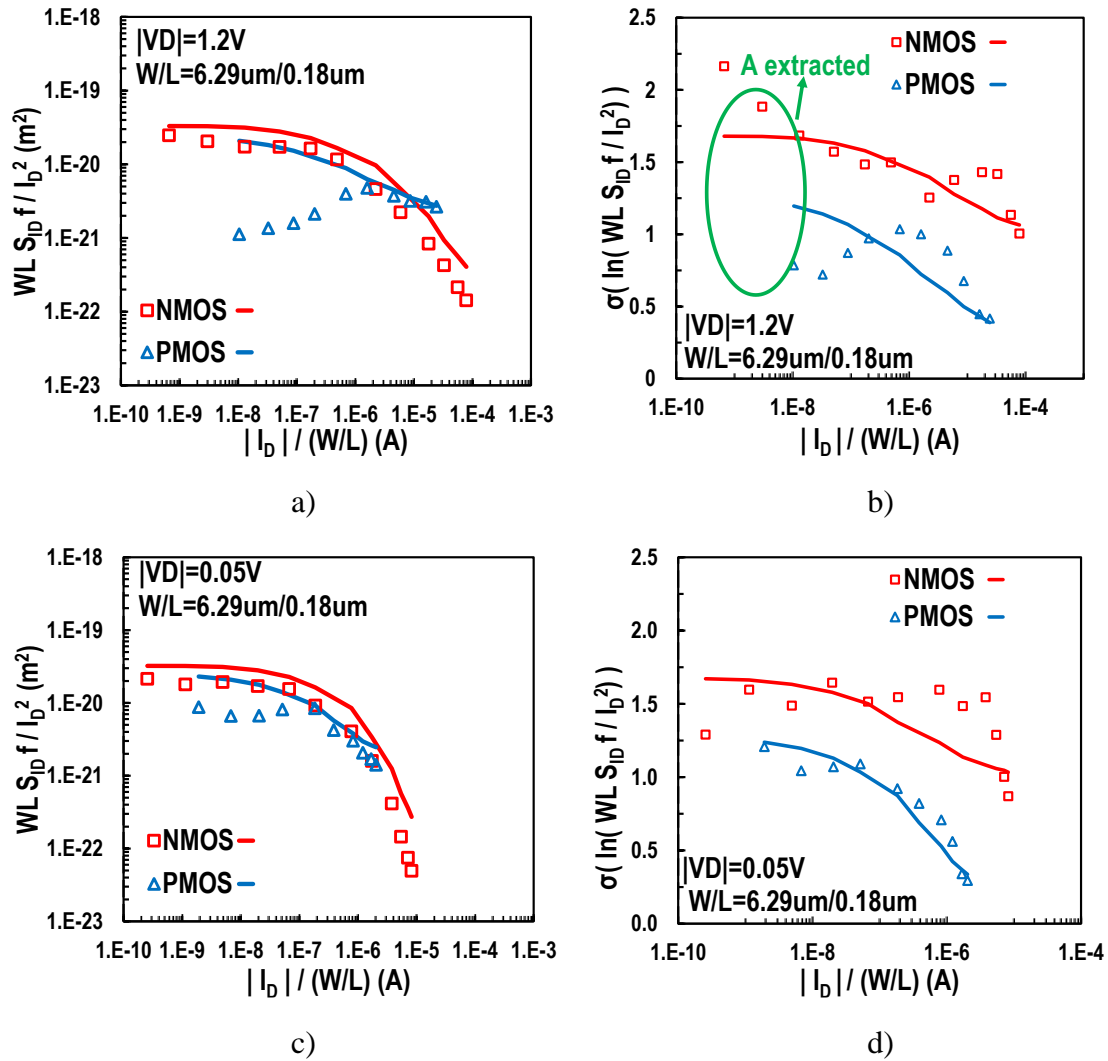 1.E-18
1.E-19
1.E-20
1.E-21
1.E-22
1.E-23
WL S_ID f / I_D^2 (m^2)
|VD|=1.2V
W/L=6.29um/0.18um
NMOS
PMOS
1.E-10 1.E-9 1.E-8 1.E-7 1.E-6 1.E-5 1.E-4 1.E-3
| I_D | / (W/L) (A)
a)
2.5
2
1.5
1
0.5
0
σ( ln( WL S_ID f / I_D^2) )
NMOS
A extracted
PMOS
|VD|=1.2V
W/L=6.29um/0.18um
1.E-10 1.E-8 1.E-6 1.E-4
| I_D | / (W/L) (A)
b)
1.E-18
1.E-19
1.E-20
1.E-21
1.E-22
1.E-23
WL S_ID f / I_D^2 (m^2)
|VD|=0.05V
W/L=6.29um/0.18um
NMOS
PMOS
1.E-10 1.E-9 1.E-8 1.E-7 1.E-6 1.E-5 1.E-4 1.E-3
| I_D | / (W/L) (A)
c)
2.5
2.0
1.5
1.0
0.5
0.0
σ( ln( WL S_ID f / I_D^2) )
NMOS
PMOS
|VD|=0.05V
W/L=6.29um/0.18um
1.E-10 1.E-8 1.E-6 1.E-4
| I_D | / (W/L) (A)
d)